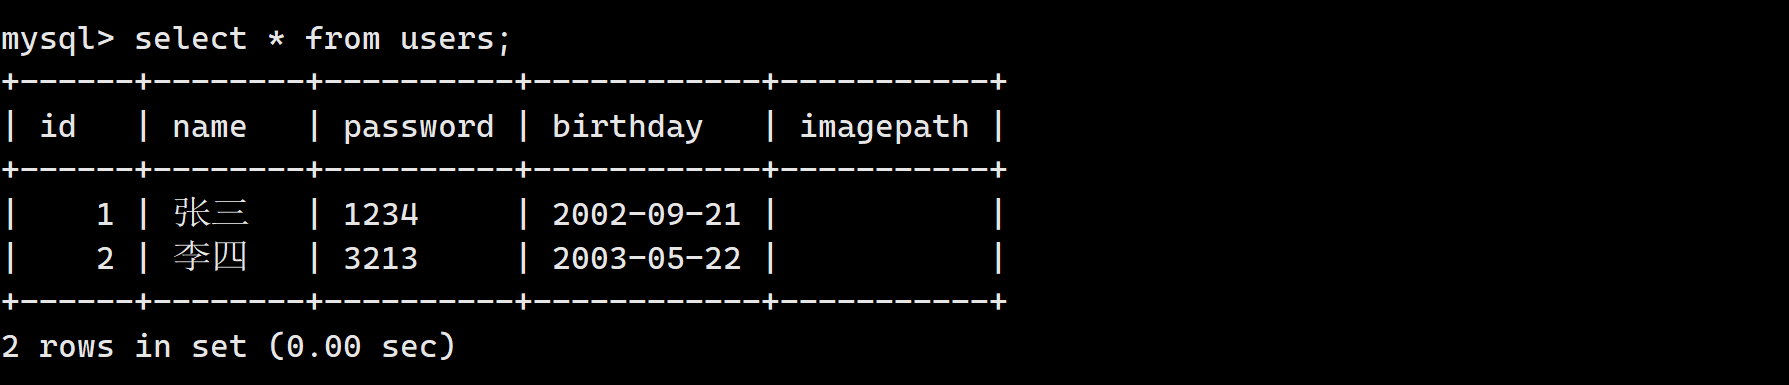 mysql> select * from users;
+------+--------+----------+------------+-----------+
| id   | name   | password | birthday   | imagepath |
+------+--------+----------+------------+-----------+
|    1 | 张三   | 1234     | 2002-09-21 |           |
|    2 | 李四   | 3213     | 2003-05-22 |           |
+------+--------+----------+------------+-----------+
2 rows in set (0.00 sec)